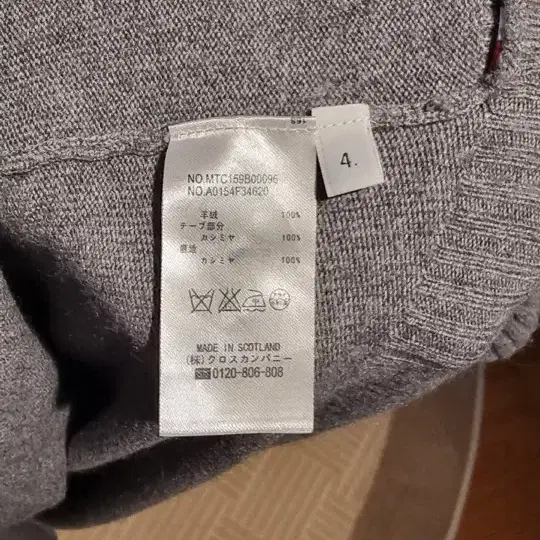 168
4.
NO.MTC159B00096
NO.A0154F34620
羊絨 100%
テープ部分
カシミヤ 100%
裏地
カシミヤ 100%
MADE IN SCOTLAND
(株)クロスカンパニー
0120-806-808